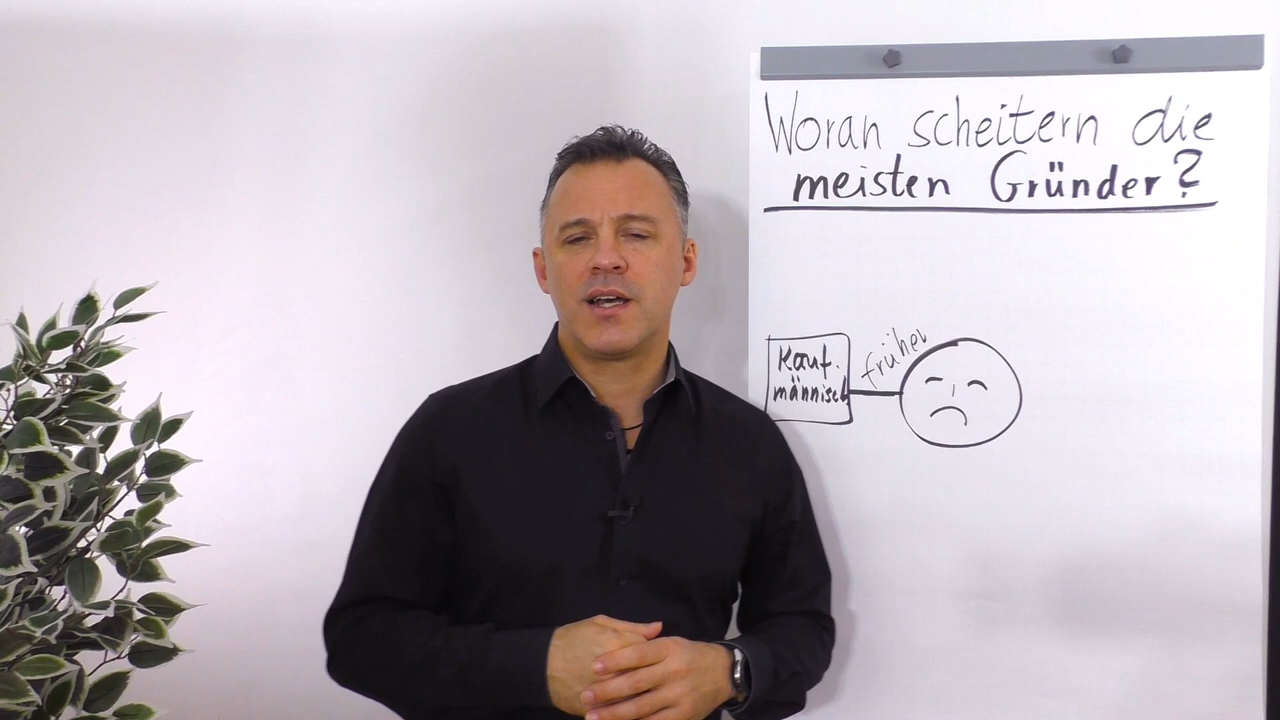 Woran scheitern die
meisten Gründer?
Kauf.
männisch
früher